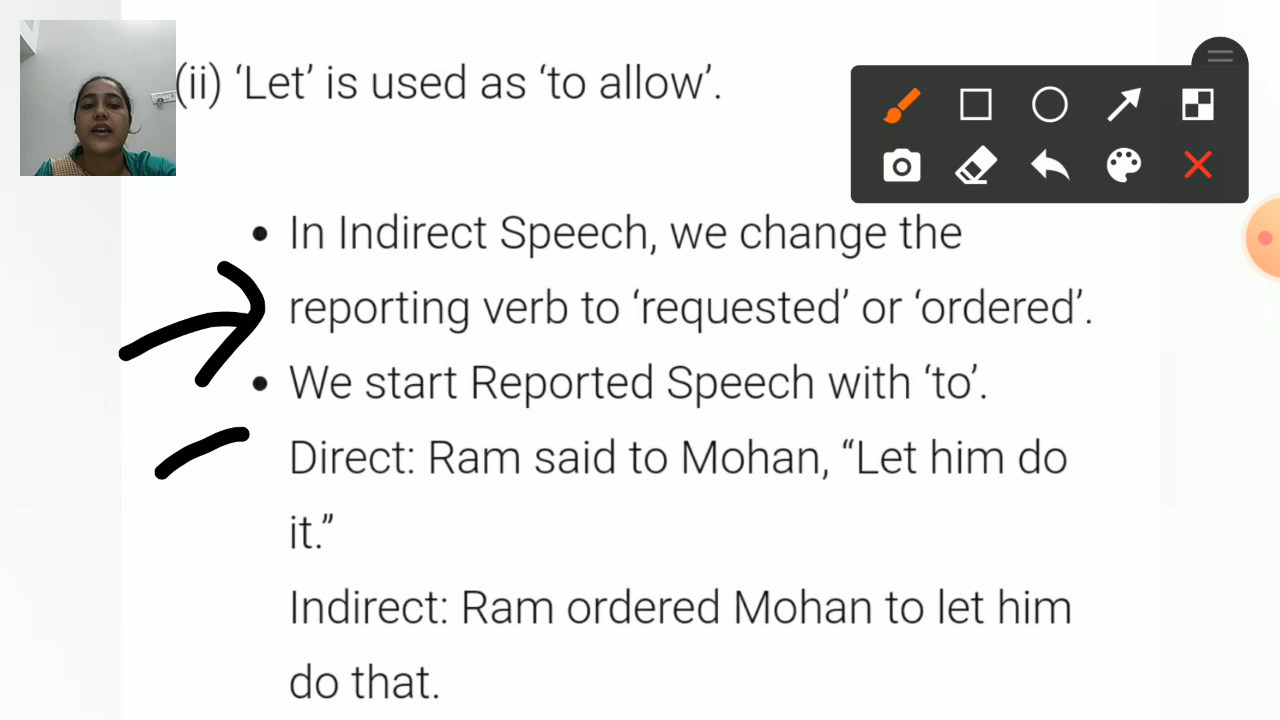 (ii) ‘Let’ is used as ‘to allow’.
• In Indirect Speech, we change the
reporting verb to ‘requested’ or ‘ordered’.
• We start Reported Speech with ‘to’.
Direct: Ram said to Mohan, “Let him do
it.”
Indirect: Ram ordered Mohan to let him
do that.